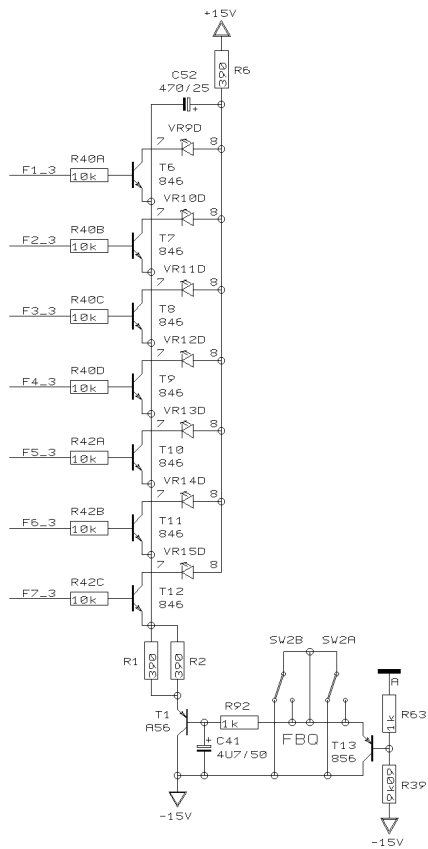 +15V
390
R6
C52
470/25
+
VR9D
7
8
F1_3
R40A
10k
T6
846
VR10D
7
8
F2_3
R40B
10k
T7
846
VR11D
7
8
F3_3
R40C
10k
T8
846
VR12D
7
8
F4_3
R40D
10k
T9
846
VR13D
7
8
F5_3
R42A
10k
T10
846
VR14D
7
8
F6_3
R42B
10k
T11
846
VR15D
7
8
F7_3
R42C
10k
T12
846
R1
390
390
R2
SW2B
SW2A
A
T1
A56
R92
1k
1k
R63
+
C41
4U7/50
FBQ
T13
856
9k09
R39
-15V
-15V